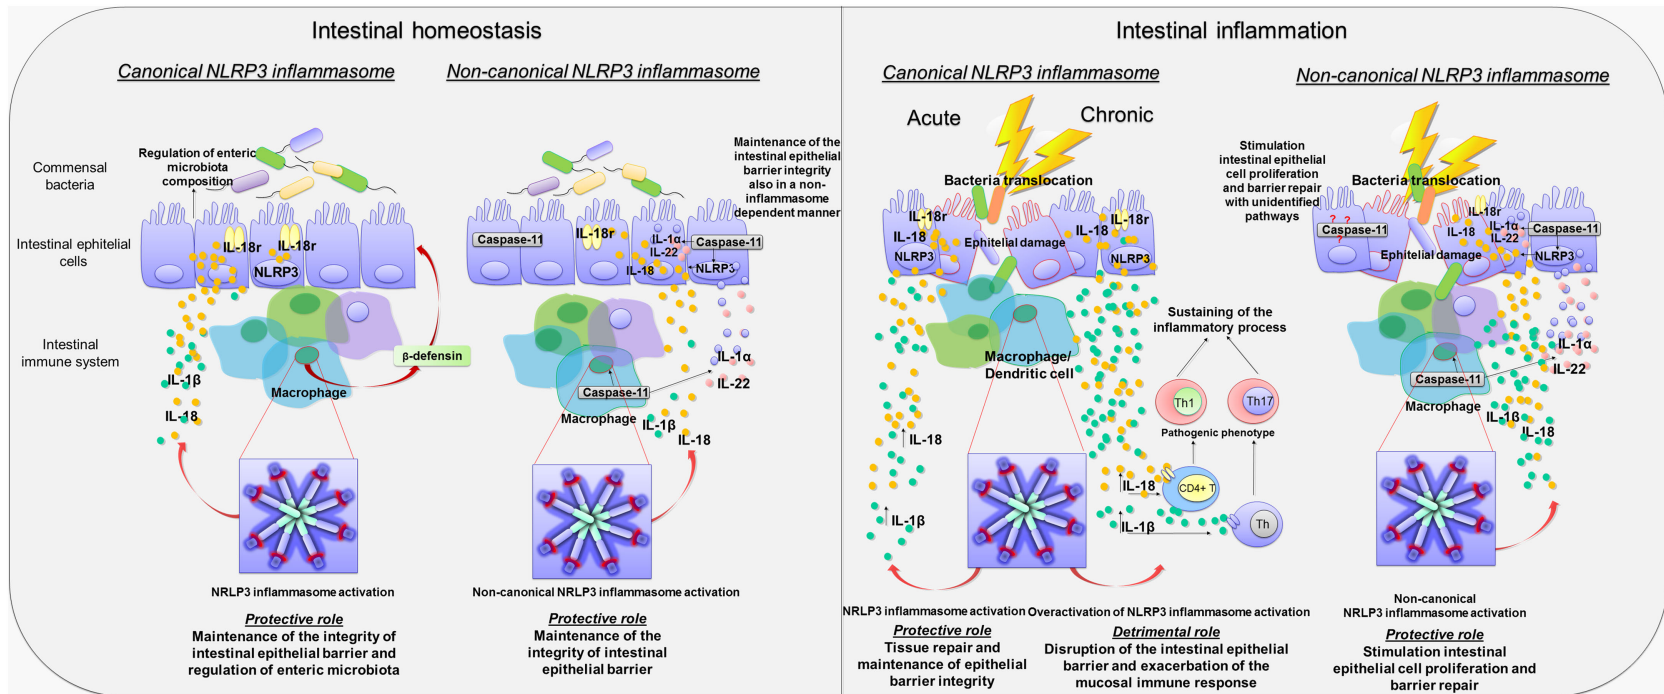 Intestinal homeostasis
Canonical NLRP3 inflammasome
Non-canonical NLRP3 inflammasome
Commensal
bacteria
Regulation of enteric
microbiota
composition
Maintenance of the
intestinal epithelial
barrier integrity
also in a non-
inflammasome
dependent manner
Intestinal ephitelial
cells
IL-18r
IL-18r
NLRP3
Caspase-11
IL-18r
IL-1α
IL-22
IL-18
Caspase-11
NLRP3
Intestinal
immune system
β-defensin
IL-1β
IL-18
Macrophage
IL-1α
IL-22
Caspase-11
Macrophage
IL-1β
IL-18
NRLP3 inflammasome activation
Protective role
Maintenance of the integrity of
intestinal epithelial barrier and
regulation of enteric microbiota
Non-canonical NRLP3 inflammasome activation
Protective role
Maintenance of the
integrity of intestinal
epithelial barrier
Intestinal inflammation
Canonical NLRP3 inflammasome
Non-canonical NLRP3 inflammasome
Acute
Chronic
Bacteria translocation
IL-18r
IL-18
NLRP3
Ephitelial damage
IL-18r
IL-18
NLRP3
Macrophage/
Dendritic cell
Sustaining of the
inflammatory process
Th1
Th17
Pathogenic phenotype
IL-18
IL-1β
IL-18
CD4+ T
IL-1β
Th
NRLP3 inflammasome activation
Protective role
Tissue repair and
maintenance of epithelial
barrier integrity
Overactivation of NLRP3 inflammasome activation
Detrimental role
Disruption of the intestinal epithelial
barrier and exacerbation of the
mucosal immune response
Stimulation
intestinal epithelial
cell proliferation
and barrier repair
with unidentified
pathways
Bacteria translocation
? ?
Caspase-11
?
IL-18r
IL-18
IL-1α
IL-22
Caspase-11
NLRP3
Ephitelial damage
IL-1α
IL-22
Caspase-11
Macrophage
IL-1β
IL-18
Non-canonical
NRLP3 inflammasome activation
Protective role
Stimulation intestinal
epithelial cell proliferation and
barrier repair